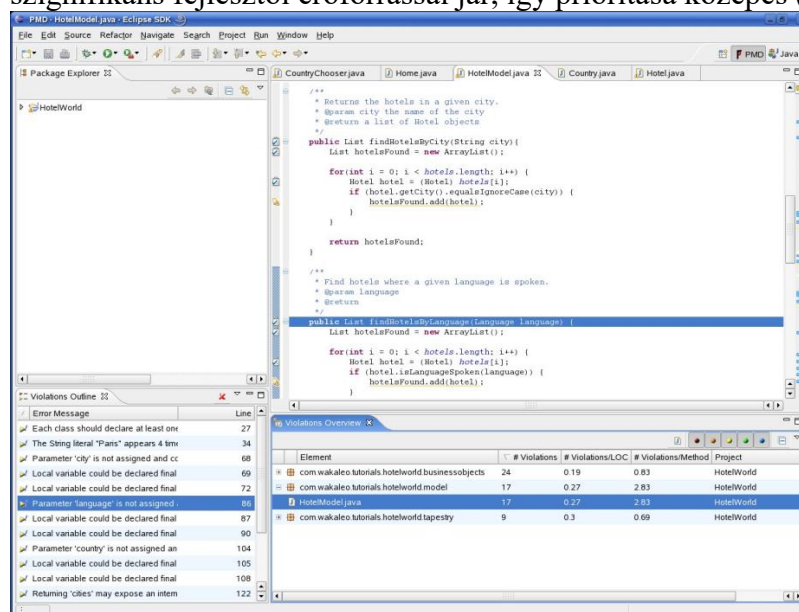 szignifikáns fejlesztői erőforrással jár, így prioritása közepes
PMD - HotelModel.java - Eclipse SDK
File Edit Source Refactor Navigate Search Project Run Window Help
PMD Java
Package Explorer
HotelWorld
CountryChooser.java Home.java HotelModel.java Country.java Hotel.java
/**
* Returns the hotels in a given city.
* @param city the name of the city
* @return a list of Hotel objects
*/
public List findHotelsByCity(String city){
List hotelsFound = new ArrayList();
for(int i = 0; i < hotels.length; i++) {
Hotel hotel = (Hotel) hotels[i];
if (hotel.getCity().equalsIgnoreCase(city)) {
hotelsFound.add(hotel);
}
}
return hotelsFound;
}
/**
* Find hotels where a given language is spoken.
* @param language
* @return
*/
public List findHotelsByLanguage(Language language) {
List hotelsFound = new ArrayList();
for(int i = 0; i < hotels.length; i++) {
Hotel hotel = (Hotel) hotels[i];
if (hotel.isLanguageSpoken(language)) {
hotelsFound.add(hotel);
}
Violations Outline
Error Message Line
Each class should declare at least one 27
The String literal "Paris" appears 4 time 34
Parameter 'city' is not assigned and cc 68
Local variable could be declared final 69
Local variable could be declared final 72
Parameter 'language' is not assigned 86
Local variable could be declared final 87
Local variable could be declared final 90
Parameter 'country' is not assigned an 104
Local variable could be declared final 105
Local variable could be declared final 108
Returning 'cities' may expose an intern 122
Violations Overview
Element # Violations # Violations/LOC # Violations/Method Project
com.wakaleo.tutorials.hotelworld.businessobjects 24 0.19 0.83 HotelWorld
com.wakaleo.tutorials.hotelworld.model 17 0.27 2.83 HotelWorld
HotelModel.java 17 0.27 2.83 HotelWorld
com.wakaleo.tutorials.hotelworld.tapestry 9 0.3 0.69 HotelWorld